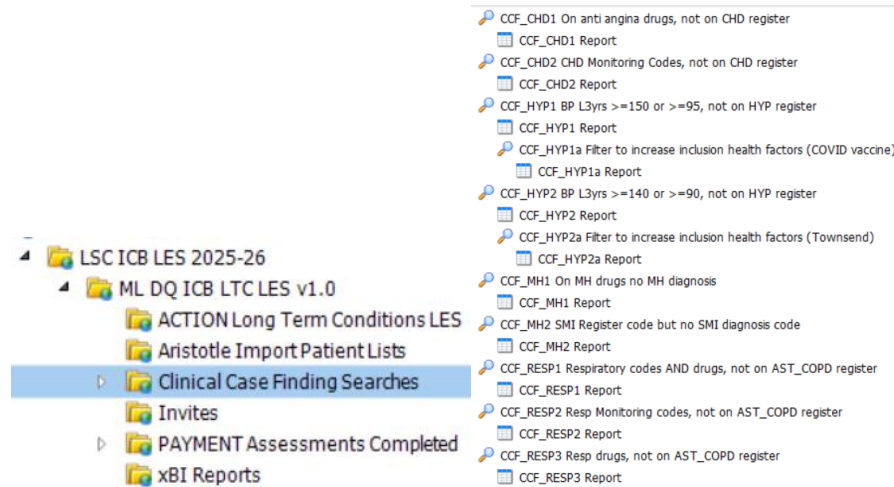 LSC ICB LES 2025-26
ML DQ ICB LTC LES v1.0
ACTION Long Term Conditions LES
Aristotle Import Patient Lists
Clinical Case Finding Searches
Invites
PAYMENT Assessments Completed
xBI Reports
CCF_CHD1 On anti angina drugs, not on CHD register
CCF_CHD1 Report
CCF_CHD2 CHD Monitoring Codes, not on CHD register
CCF_CHD2 Report
CCF_HYP1 BP L3yrs >=150 or >=95, not on HYP register
CCF_HYP1 Report
CCF_HYP1a Filter to increase inclusion health factors (COVID vaccine)
CCF_HYP1a Report
CCF_HYP2 BP L3yrs >=140 or >=90, not on HYP register
CCF_HYP2 Report
CCF_HYP2a Filter to increase inclusion health factors (Townsend)
CCF_HYP2a Report
CCF_MH1 On MH drugs no MH diagnosis
CCF_MH1 Report
CCF_MH2 SMI Register code but no SMI diagnosis code
CCF_MH2 Report
CCF_RESP1 Respiratory codes AND drugs, not on AST_COPD register
CCF_RESP1 Report
CCF_RESP2 Resp Monitoring codes, not on AST_COPD register
CCF_RESP2 Report
CCF_RESP3 Resp drugs, not on AST_COPD register
CCF_RESP3 Report